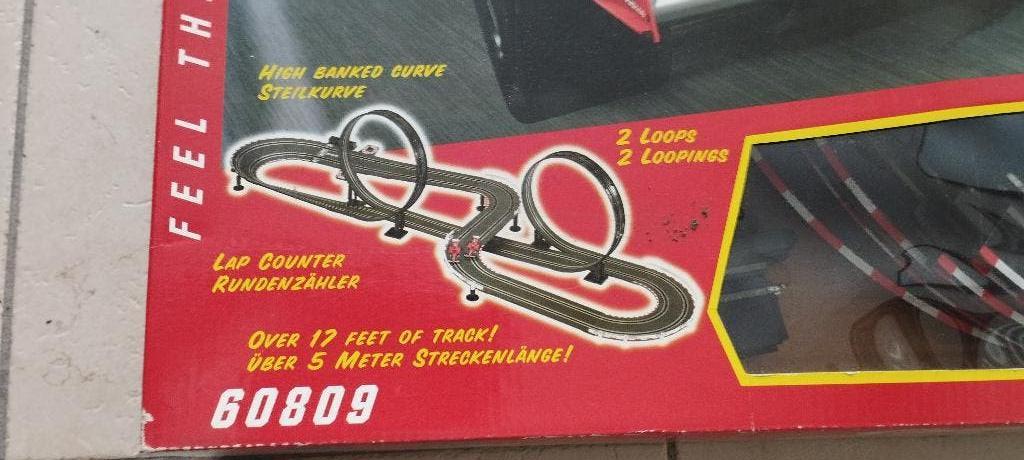 FEEL TH
HIGH BANKED CURVE
STEILKURVE
2 LOOPS
2 LOOPINGS
LAP COUNTER
RUNDENZÄHLER
OVER 17 FEET OF TRACK!
ÜBER 5 METER STRECKENLÄNGE!
60809